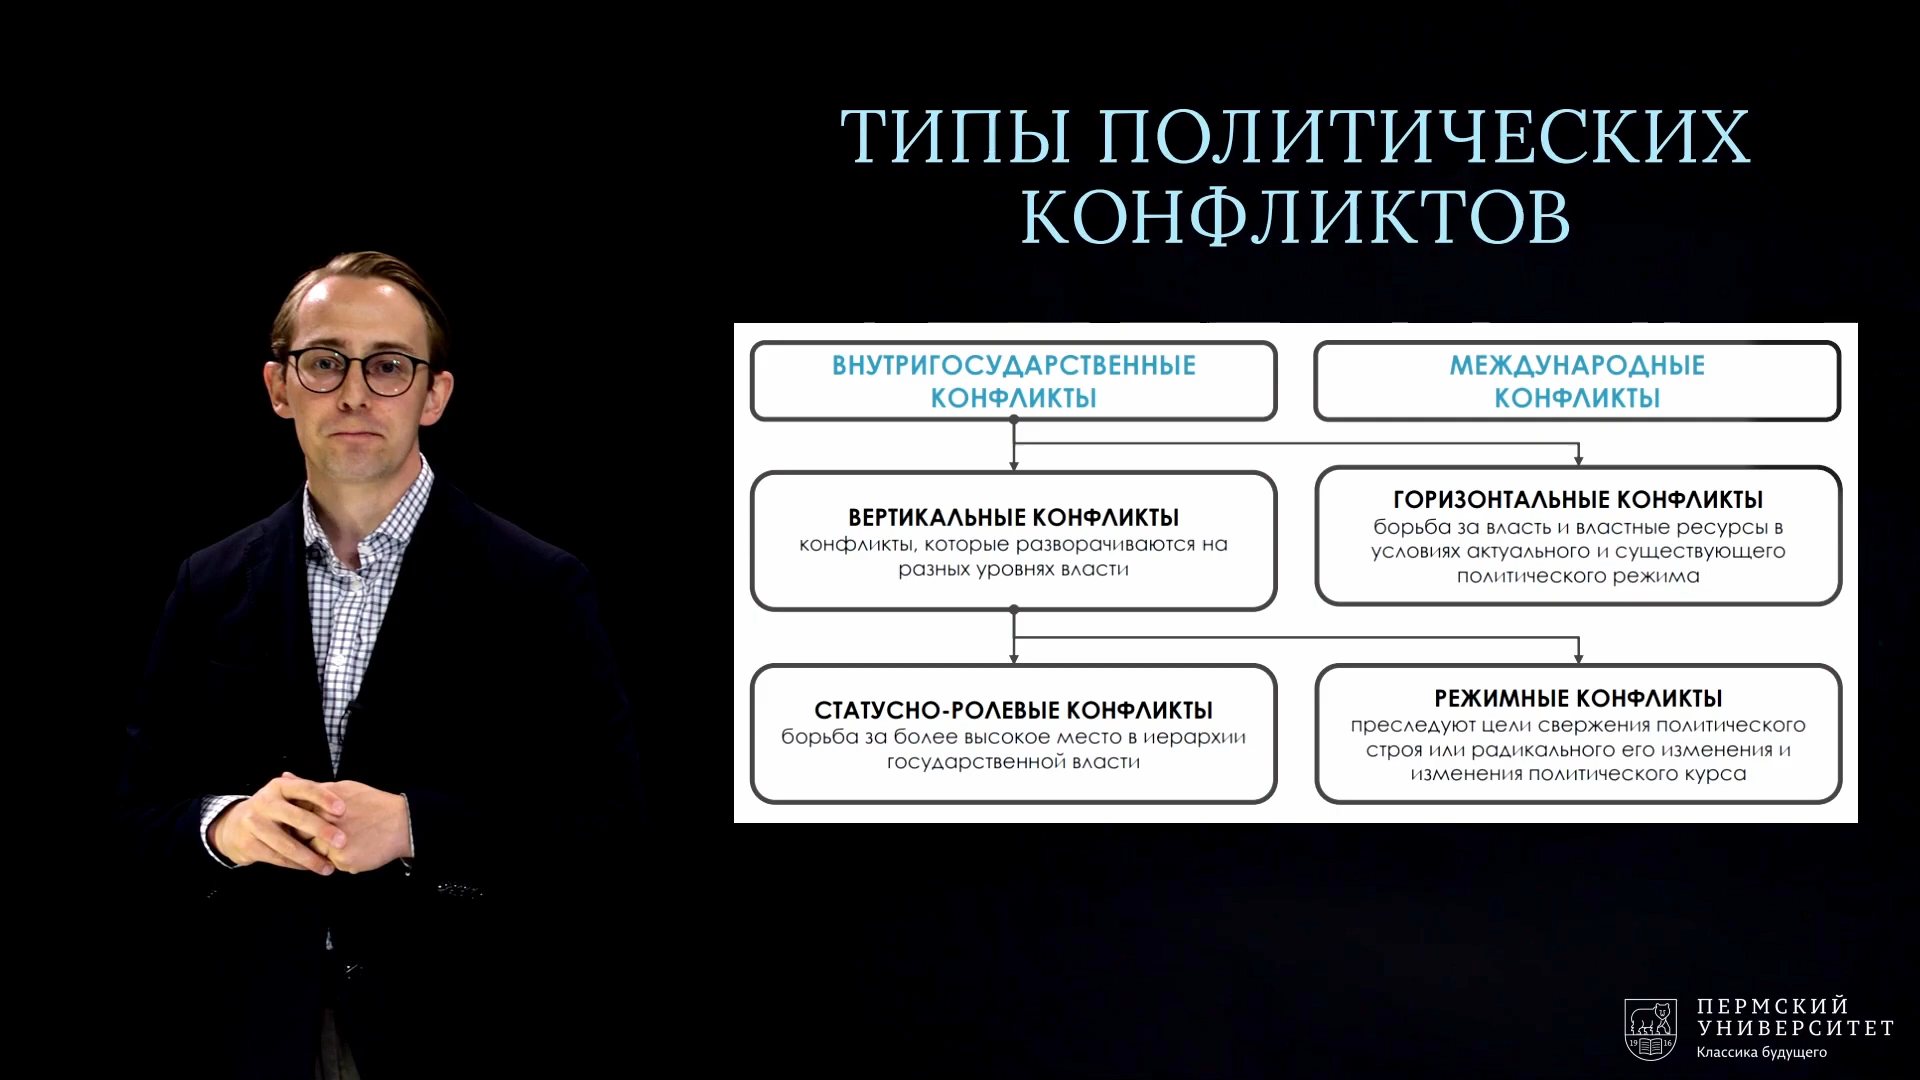 ТИПЫ ПОЛИТИЧЕСКИХ
КОНФЛИКТОВ
ВНУТРИГОСУДАРСТВЕННЫЕ
КОНФЛИКТЫ
МЕЖДУНАРОДНЫЕ
КОНФЛИКТЫ
ВЕРТИКАЛЬНЫЕ КОНФЛИКТЫ
конфликты, которые разворачиваются на
разных уровнях власти
ГОРИЗОНТАЛЬНЫЕ КОНФЛИКТЫ
борьба за власть и властные ресурсы в
условиях актуального и существующего
политического режима
СТАТУСНО-РОЛЕВЫЕ КОНФЛИКТЫ
борьба за более высокое место в иерархии
государственной власти
РЕЖИМНЫЕ КОНФЛИКТЫ
преследуют цели свержения политического
строя или радикального его изменения и
изменения политического курса
1916
ПЕРМСКИЙ
УНИВЕРСИТЕТ
Классика будущего